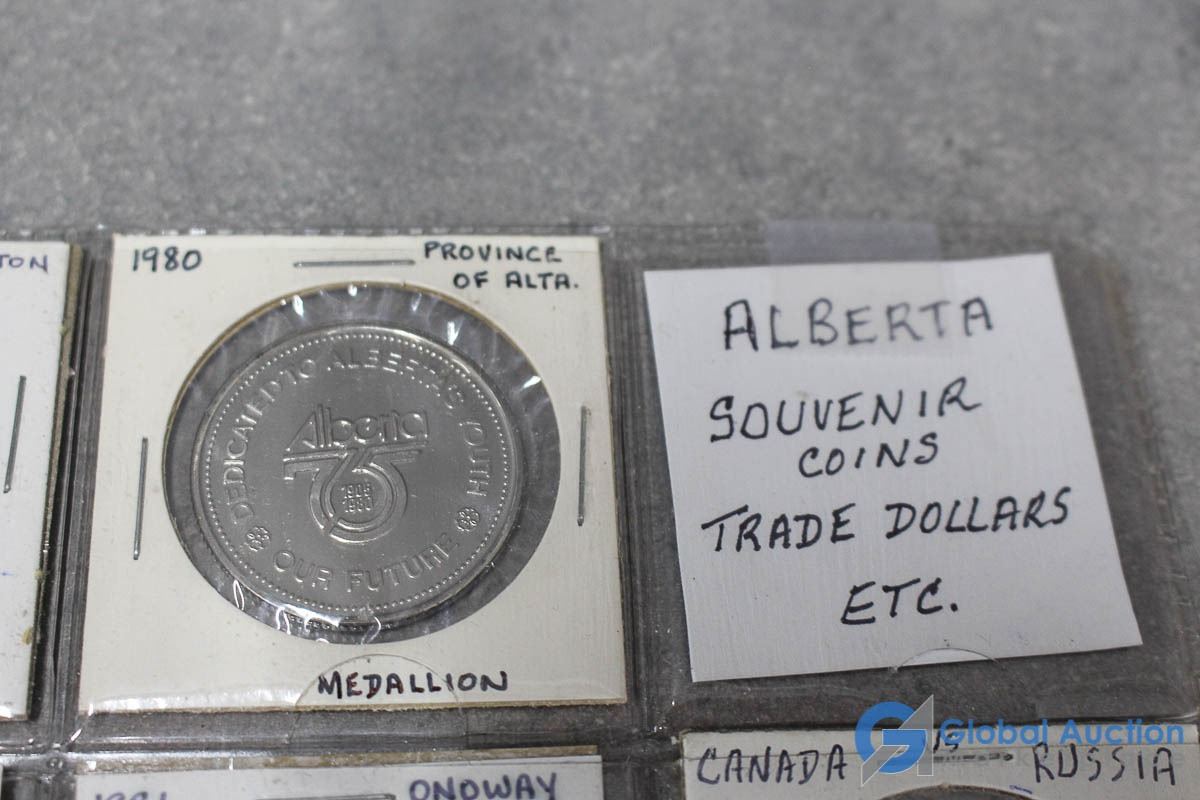 TON
1980
PROVINCE
OF ALTA.
DEDICATED TO ALBERTA'S YOUTH
Alberta
75
1905
1980
OUR FUTURE
MEDALLION
ALBERTA
SOUVENIR
COINS
TRADE DOLLARS
ETC.
1981
ONOWAY
CANADA
RUSSIA
Global Auction